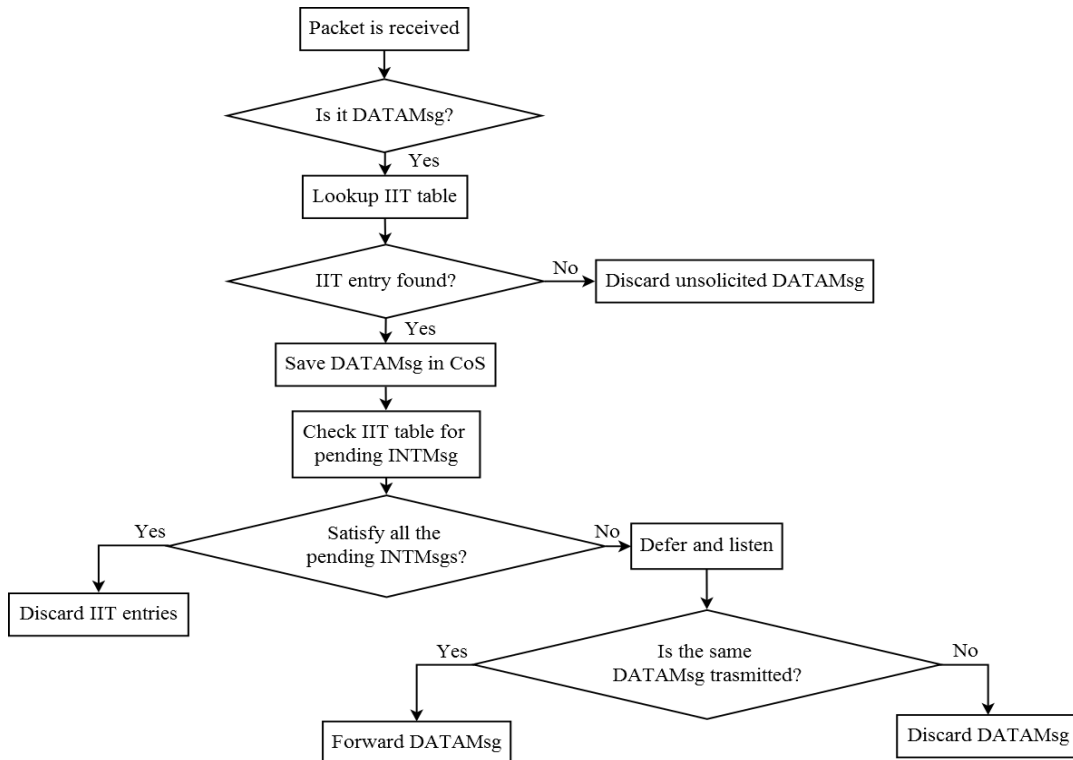 Packet is received
Is it DATAMsg?
Yes
Lookup IIT table
IIT entry found?
No
Discard unsolicited DATAMsg
Yes
Save DATAMsg in CoS
Check IIT table for
pending INTMsg
Yes
Satisfy all the
pending INTMsgs?
No
Defer and listen
Discard IIT entries
Yes
Is the same
DATAMsg trasmitted?
No
Forward DATAMsg
Discard DATAMsg